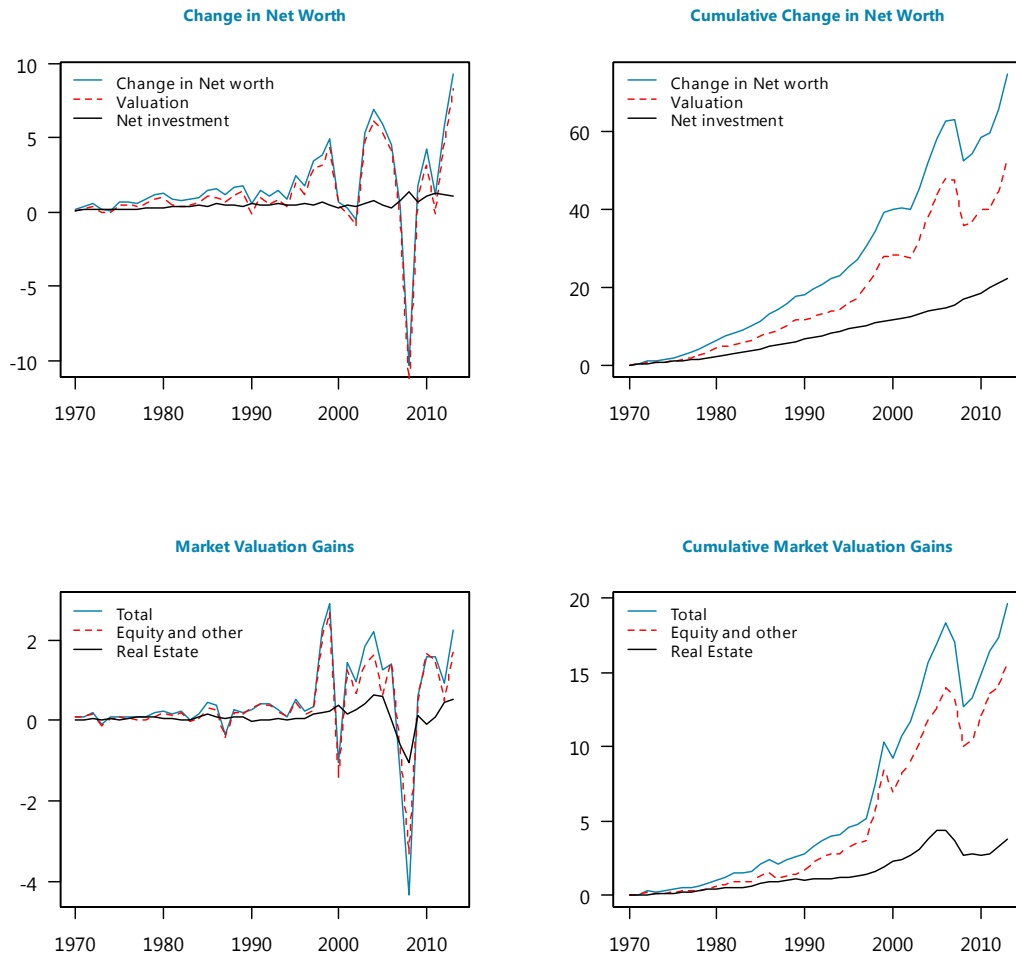 Change in Net Worth
Change in Net worth
Valuation
Net investment
10
5
0
-5
-10
1970 1980 1990 2000 2010
Cumulative Change in Net Worth
Change in Net worth
Valuation
Net investment
60
40
20
0
1970 1980 1990 2000 2010
Market Valuation Gains
Total
Equity and other
Real Estate
2
0
-2
-4
1970 1980 1990 2000 2010
Cumulative Market Valuation Gains
Total
Equity and other
Real Estate
20
15
10
5
0
1970 1980 1990 2000 2010